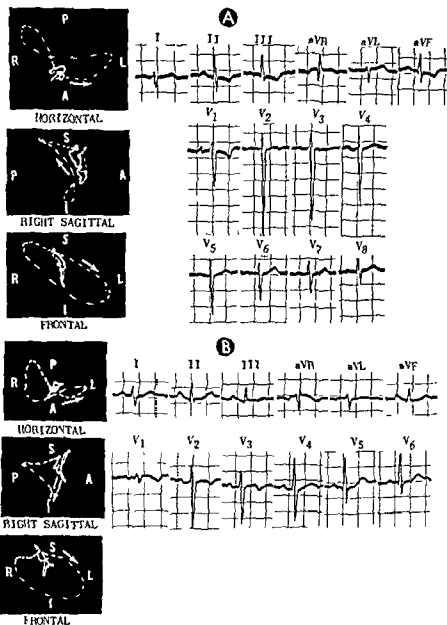 A
P
R L
A
HORIZONTAL
I II III aVR aVL aVF
S
P A
I
RIGHT SAGITTAL
V1 V2 V3 V4
S
R L
I
FRONTAL
V5 V6 V7 V8
B
P
R L
A
HORIZONTAL
I II III aVR aVL aVF
S
P A
I
RIGHT SAGITTAL
V1 V2 V3 V4 V5 V6
S
R L
I
FRONTAL